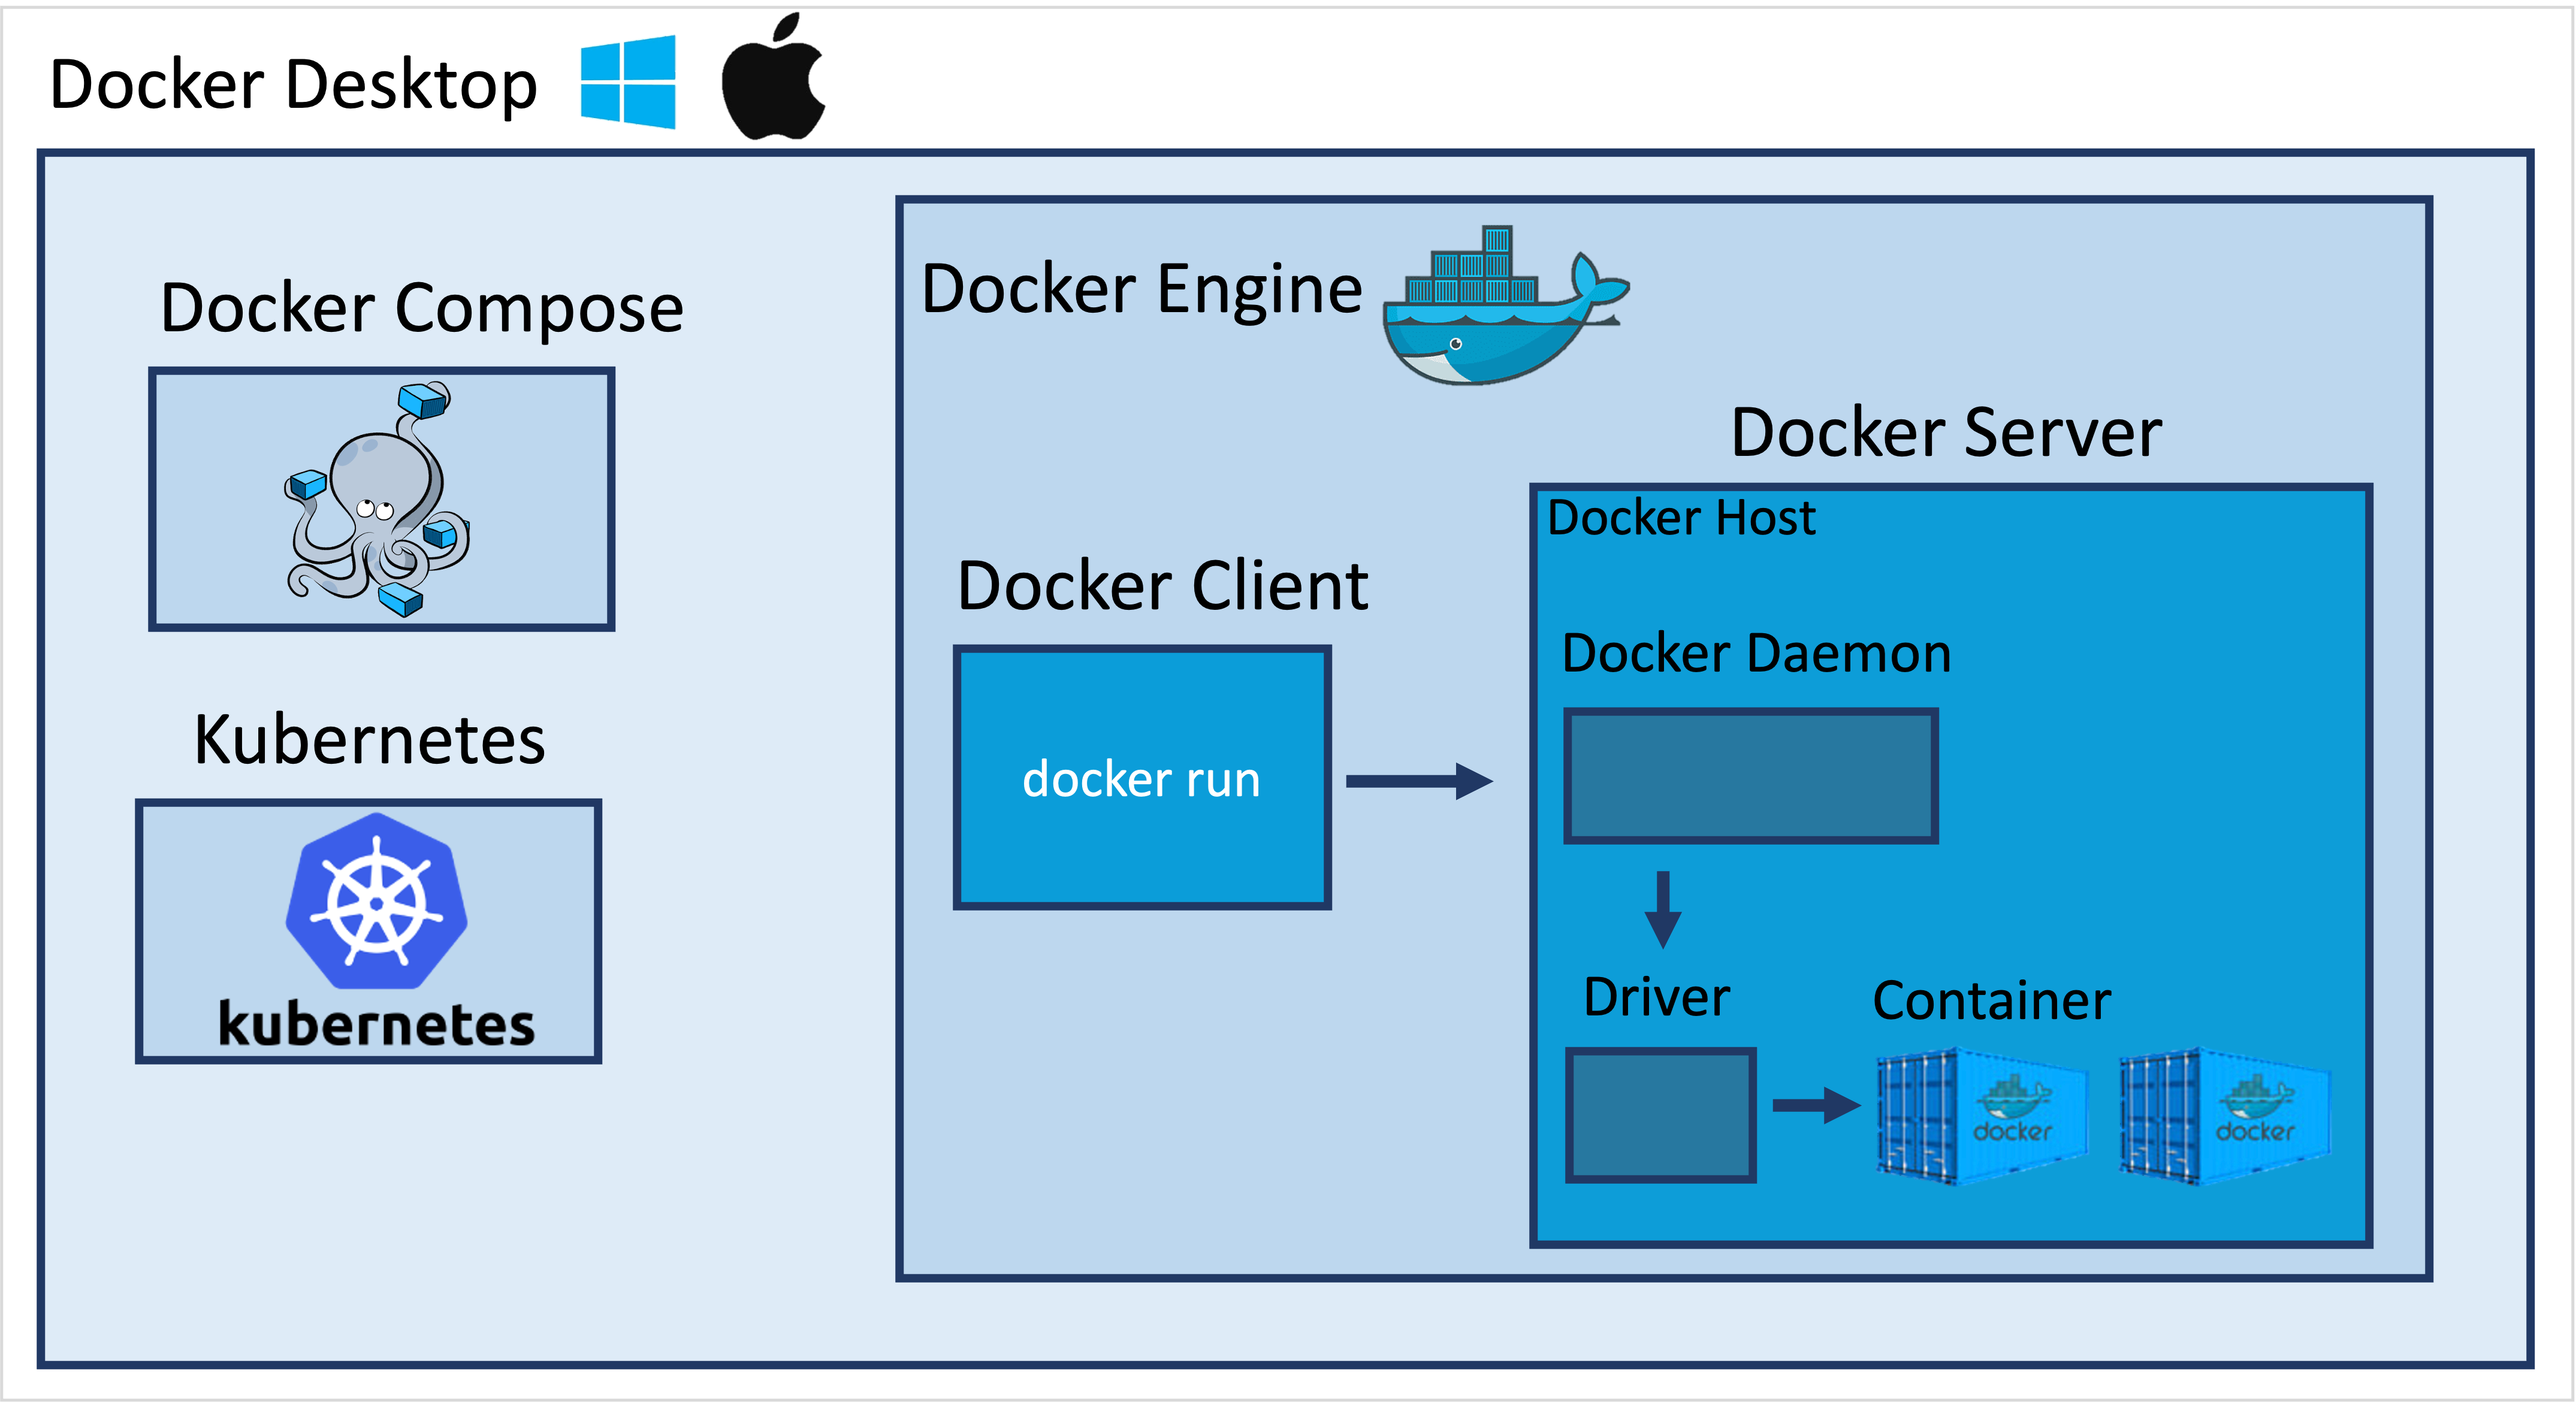 Docker Desktop
Docker Compose
Kubernetes
kubernetes
Docker Engine
Docker Client
docker run
Docker Server
Docker Host
Docker Daemon
Driver
Container
docker
docker